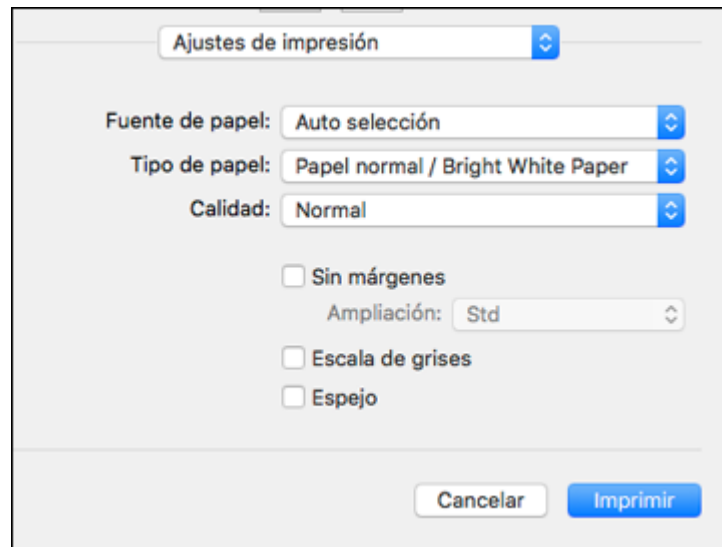 Ajustes de impresión
Fuente de papel: Auto selección
Tipo de papel: Papel normal / Bright White Paper
Calidad: Normal
Sin márgenes
Ampliación: Std
Escala de grises
Espejo
Cancelar Imprimir